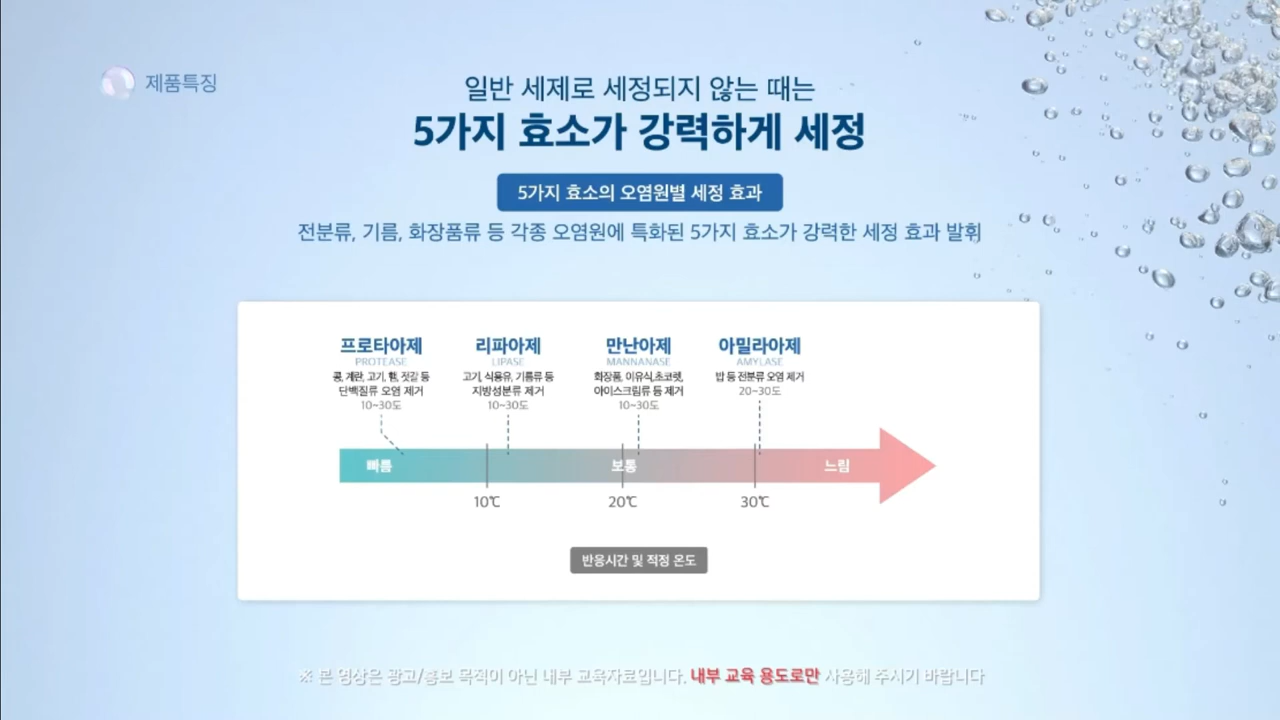 제품특징
일반 세제로 세정되지 않는 때는
5가지 효소가 강력하게 세정
5가지 효소의 오염원별 세정 효과
전분류, 기름, 화장품류 등 각종 오염원에 특화된 5가지 효소가 강력한 세정 효과 발휘
프로타아제
PROTEASE
콩, 계란, 고기, 햄, 젓갈 등
단백질류 오염 제거
10~30도
리파아제
LIPASE
고기, 식용유, 기름류 등
지방성분류 제거
10~30도
만난아제
MANNANASE
화장품, 이유식,초코렛,
아이스크림류 등 제거
10~30도
아밀라아제
AMYLASE
밥 등 전분류 오염 제거
20~30도
빠름
보통
느림
10℃
20℃
30℃
반응시간 및 적정 온도
※ 본 영상은 광고/홍보 목적이 아닌 내부 교육자료입니다. 내부 교육 용도로만 사용해 주시기 바랍니다